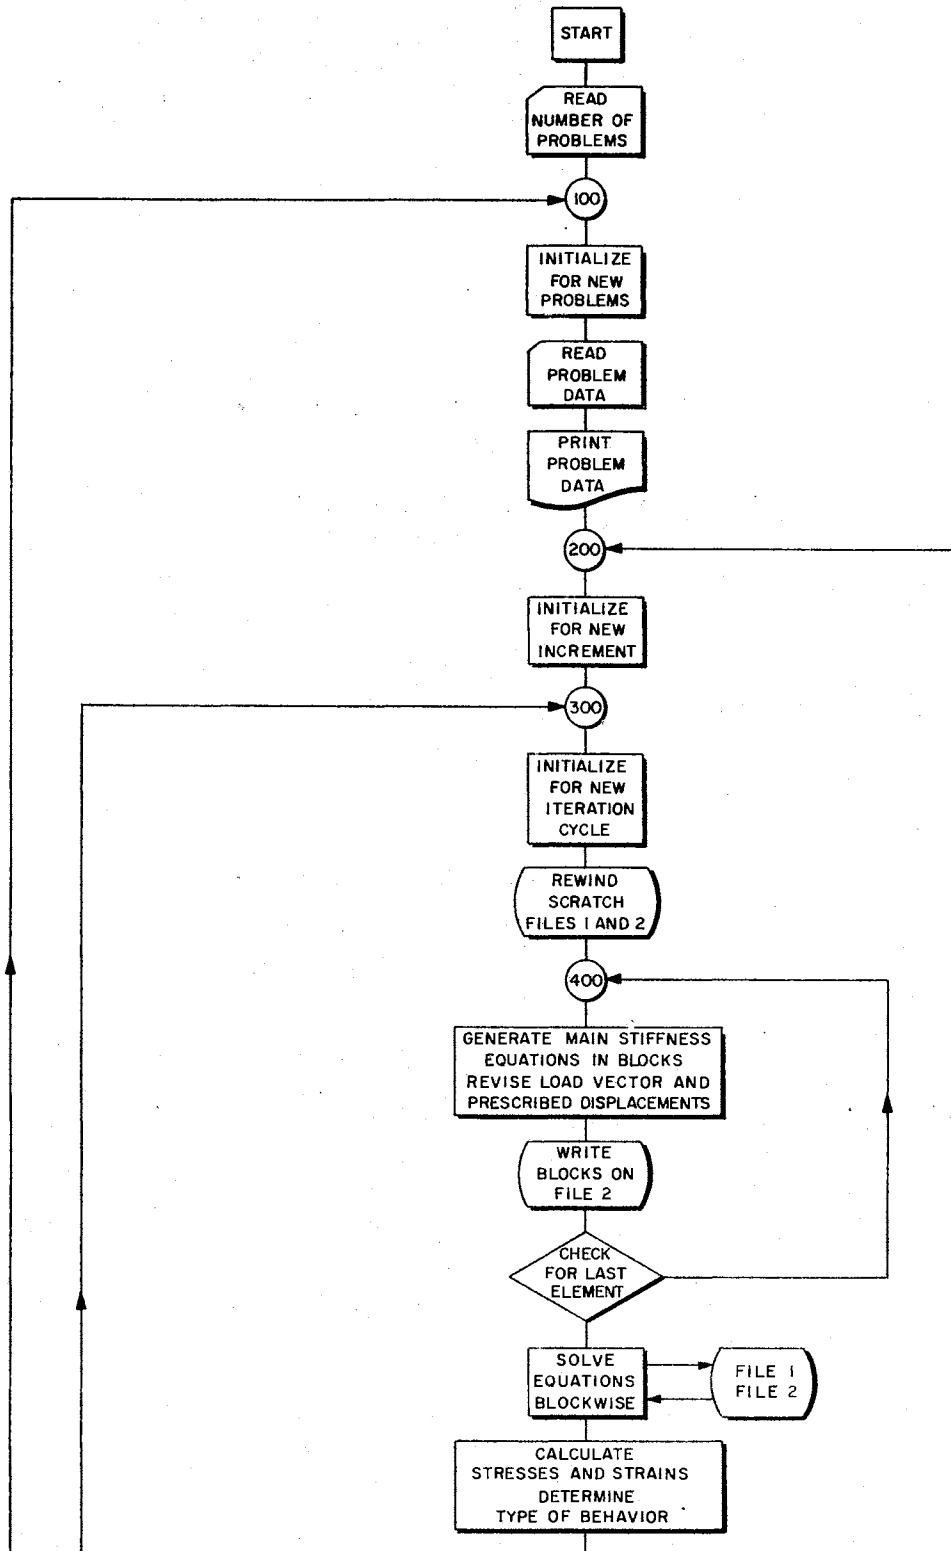 START
READ
NUMBER OF
PROBLEMS
100
INITIALIZE
FOR NEW
PROBLEMS
READ
PROBLEM
DATA
PRINT
PROBLEM
DATA
200
INITIALIZE
FOR NEW
INCREMENT
300
INITIALIZE
FOR NEW
ITERATION
CYCLE
REWIND
SCRATCH
FILES 1 AND 2
400
GENERATE MAIN STIFFNESS
EQUATIONS IN BLOCKS
REVISE LOAD VECTOR AND
PRESCRIBED DISPLACEMENTS
WRITE
BLOCKS ON
FILE 2
CHECK
FOR LAST
ELEMENT
SOLVE
EQUATIONS
BLOCKWISE
FILE 1
FILE 2
CALCULATE
STRESSES AND STRAINS
DETERMINE
TYPE OF BEHAVIOR